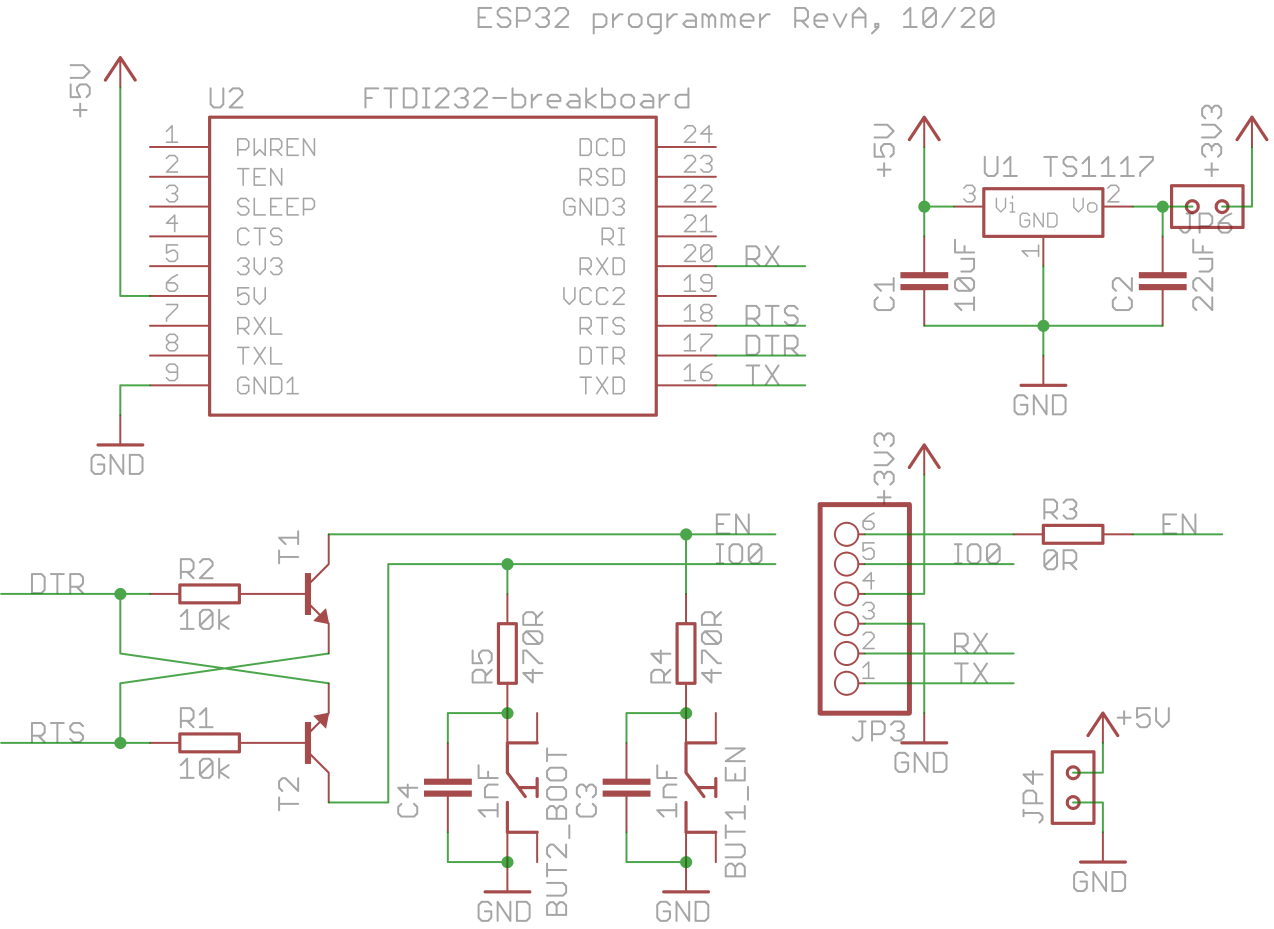 ESP32 programmer RevA, 10/20
+5V
U2 FTDI232-breakboard
1 PWREN DCD 24
2 TEN RSD 23
3 SLEEP GND3 22
4 CTS RI 21
5 3V3 RXD 20 RX
6 5V VCC2 19
7 RXL RTS 18 RTS
8 TXL DTR 17 DTR
9 GND1 TXD 16 TX
GND
+5V
+3V3
U1 TS1117
3 Vi Vo 2
GND
1
JP6
C1
10uF
C2
22uF
GND
DTR
R2
10k
T1
RTS
R1
10k
T2
EN
IO0
R5
470R
R4
470R
C4
1nF
BUT2_BOOT
C3
1nF
BUT1_EN
GND
GND
+3V3
6
R3
0R
EN
5 IO0
4
3
2 RX
1 TX
JP3
GND
+5V
JP4
GND